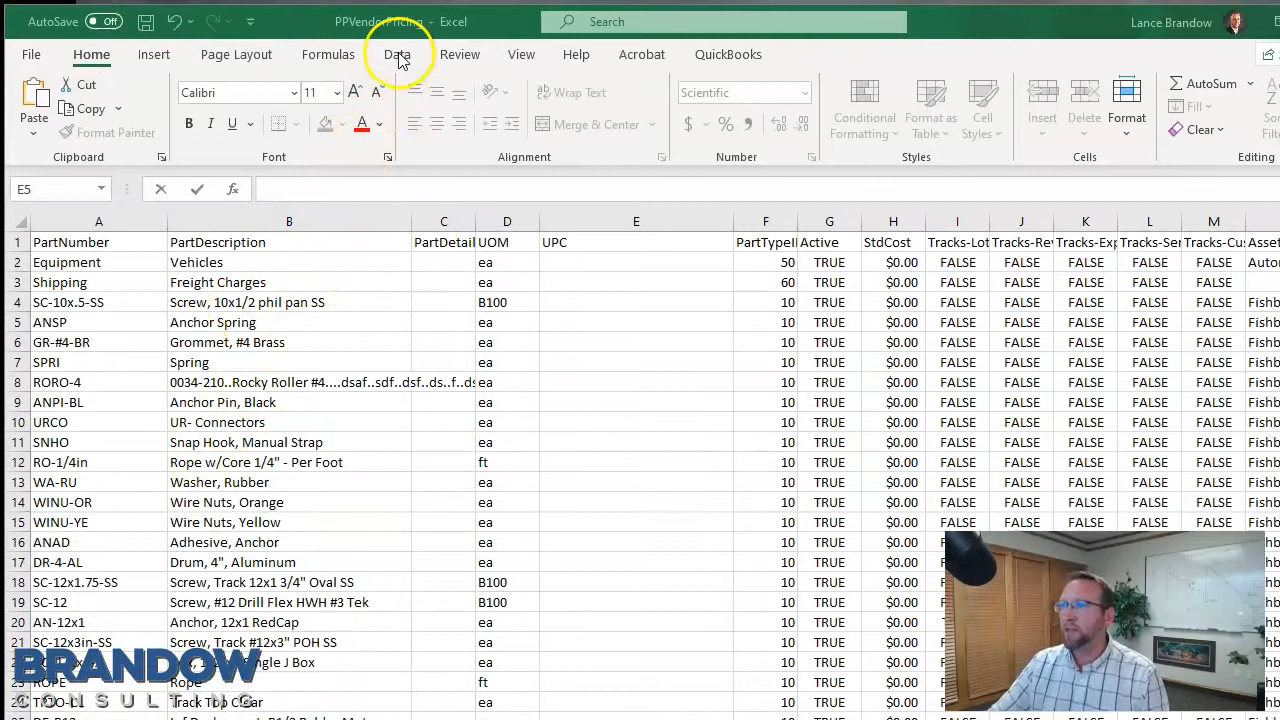 AutoSave Off PPVendorPricing - Excel Search Lance Brandow
File Home Insert Page Layout Formulas Data Review View Help Acrobat QuickBooks
Paste Cut Copy Format Painter Clipboard
Calibri 11 B I U A Font
Wrap Text Merge & Center Alignment
Scientific $ % Number
Conditional Formatting Format as Table Cell Styles Styles
Insert Delete Format Cells
AutoSum Fill Clear Editing
E5 fx
A B C D E F G H I J K L M
1 PartNumber PartDescription PartDetail UOM UPC Active StdCost
2 Equipment Vehicles ea 50 TRUE $0.00 FALSE FALSE FALSE FALSE FALSE
3 Shipping Freight Charges ea 60 TRUE $0.00 FALSE FALSE FALSE FALSE FALSE
4 SC-10x.5-SS Screw, 10x1/2 phil pan SS B100 10 TRUE $0.00 FALSE FALSE FALSE FALSE FALSE
5 ANSP Anchor Spring ea 10 TRUE $0.00 FALSE FALSE FALSE FALSE FALSE
6 GR-#4-BR Grommet, #4 Brass ea 10 TRUE $0.00 FALSE FALSE FALSE FALSE FALSE
7 SPRI Spring ea 10 TRUE $0.00 FALSE FALSE FALSE FALSE FALSE
8 RORO-4 0034-210..Rocky Roller #4....dsaf..sdf..dsf..ds..f..ds ea 10 TRUE $0.00 FALSE FALSE FALSE FALSE FALSE
9 ANPI-BL Anchor Pin, Black ea 10 TRUE $0.00 FALSE FALSE FALSE FALSE FALSE
10 URCO UR- Connectors ea 10 TRUE $0.00 FALSE FALSE FALSE FALSE FALSE
11 SNHO Snap Hook, Manual Strap ea 10 TRUE $0.00 FALSE FALSE FALSE FALSE FALSE
12 RO-1/4in Rope w/Core 1/4" - Per Foot ft 10 TRUE $0.00 FALSE FALSE FALSE FALSE FALSE
13 WA-RU Washer, Rubber ea 10 TRUE $0.00 FALSE FALSE FALSE FALSE FALSE
14 WINU-OR Wire Nuts, Orange ea 10 TRUE $0.00 FALSE FALSE FALSE FALSE FALSE
15 WINU-YE Wire Nuts, Yellow ea 10 TRUE $0.00 FALSE FALSE FALSE FALSE FALSE
16 ANAD Adhesive, Anchor ea 10 TRUE $0.00
17 DR-4-AL Drum, 4", Aluminum ea 10 TRUE $0.00
18 SC-12x1.75-SS Screw, Track 12x1 3/4" Oval SS B100 10 TRUE $0.00
19 SC-12 Screw, #12 Drill Flex HWH #3 Tek B100 10 TRUE $0.00
20 AN-12x1 Anchor, 12x1 RedCap ea 10 TRUE $0.00
21 SC-12x3in-SS Screw, Track #12x3" POH SS ea 10 TRUE $0.00
J Box ea 10 TRUE $0.00
ROPE Rope ft 10 TRUE $0.00
Track ea 10 TRUE $0.00
BRANDOW
CONSULTING